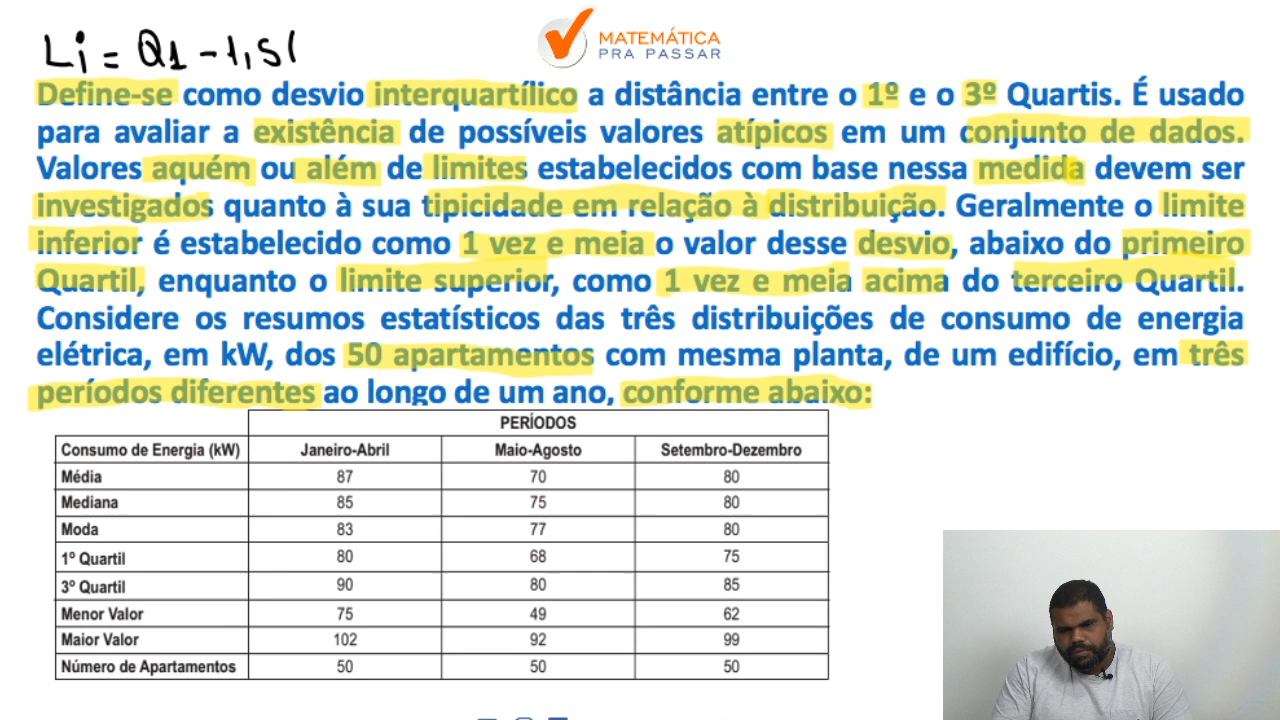 Li = Q1 - 1,5(
MATEMÁTICA
PRA PASSAR
Define-se como desvio interquartílico a distância entre o 1º e o 3º Quartis. É usado
para avaliar a existência de possíveis valores atípicos em um conjunto de dados.
Valores aquém ou além de limites estabelecidos com base nessa medida devem ser
investigados quanto à sua tipicidade em relação à distribuição. Geralmente o limite
inferior é estabelecido como 1 vez e meia o valor desse desvio, abaixo do primeiro
Quartil, enquanto o limite superior, como 1 vez e meia acima do terceiro Quartil.
Considere os resumos estatísticos das três distribuições de consumo de energia
elétrica, em kW, dos 50 apartamentos com mesma planta, de um edifício, em três
períodos diferentes ao longo de um ano, conforme abaixo:
PERÍODOS
Consumo de Energia (kW) Janeiro-Abril Maio-Agosto Setembro-Dezembro
Média 87 70 80
Mediana 85 75 80
Moda 83 77 80
1º Quartil 80 68 75
3º Quartil 90 80 85
Menor Valor 75 49 62
Maior Valor 102 92 99
Número de Apartamentos 50 50 50